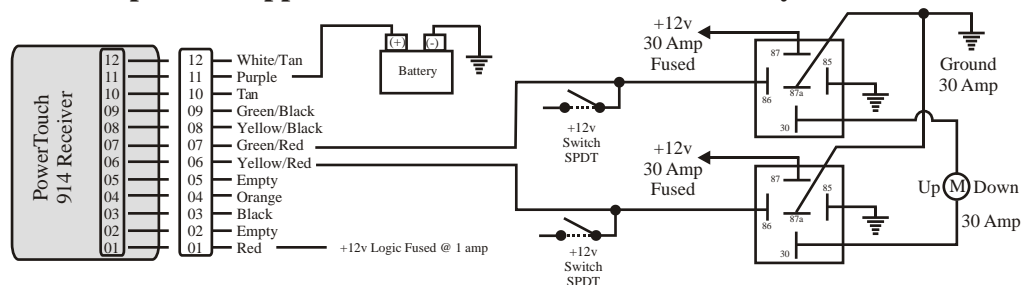 PowerTouch
914 Receiver
12
11
10
09
08
07
06
05
04
03
02
01
12 White/Tan
11 Purple
10 Tan
09 Green/Black
08 Yellow/Black
07 Green/Red
06 Yellow/Red
05 Empty
04 Orange
03 Black
02 Empty
01 Red
+12v Logic Fused @ 1 amp
(+) (-)
Battery
+12v
Switch
SPDT
+12v
Switch
SPDT
+12v
30 Amp
Fused
87
85
86
87a
30
Ground
30 Amp
+12v
30 Amp
Fused
87
85
86
87a
30
Up M Down
30 Amp